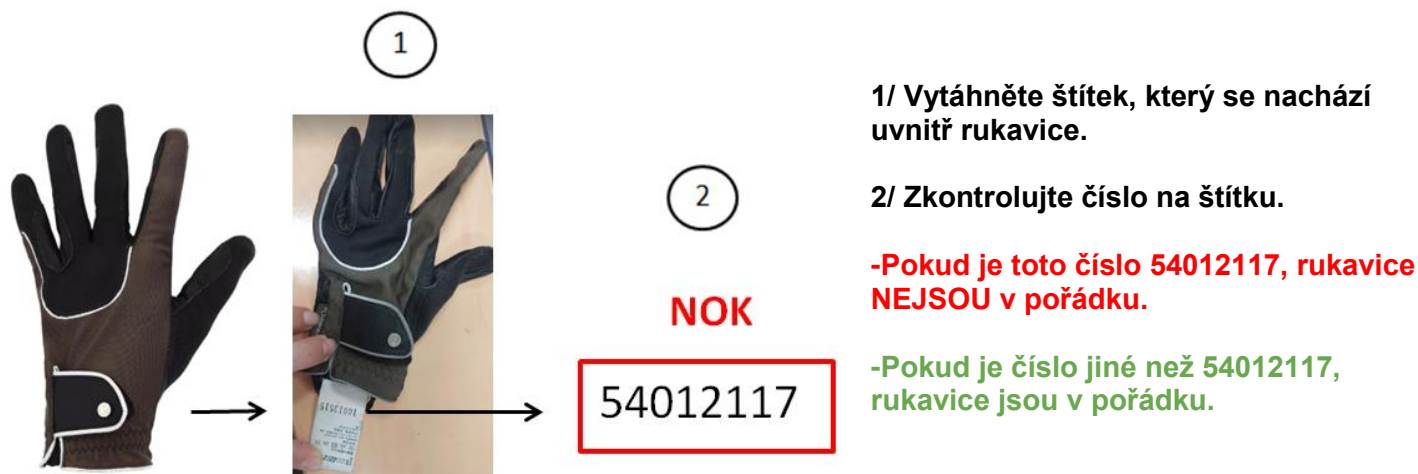 1
1/ Vytáhněte štítek, který se nachází
uvnitř rukavice.
2
2/ Zkontrolujte číslo na štítku.
NOK
54012117
-Pokud je toto číslo 54012117, rukavice
NEJSOU v pořádku.
-Pokud je číslo jiné než 54012117,
rukavice jsou v pořádku.